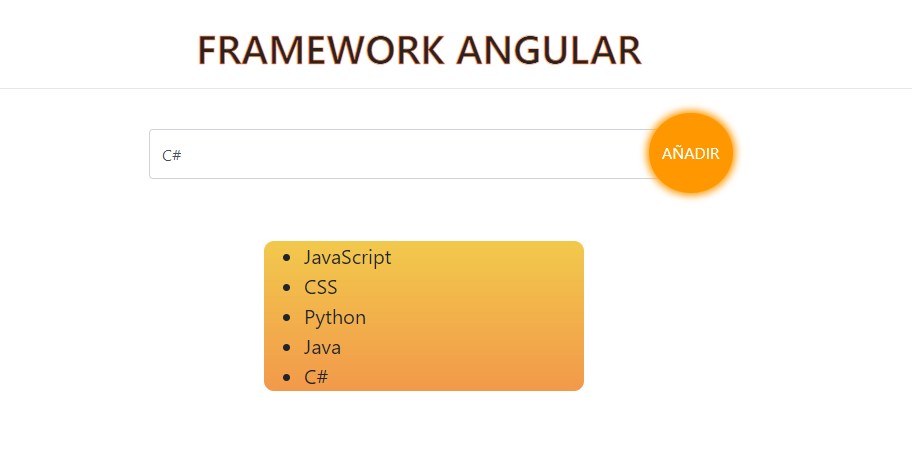 FRAMEWORK ANGULAR
C#
AÑADIR
JavaScript
CSS
Python
Java
C#